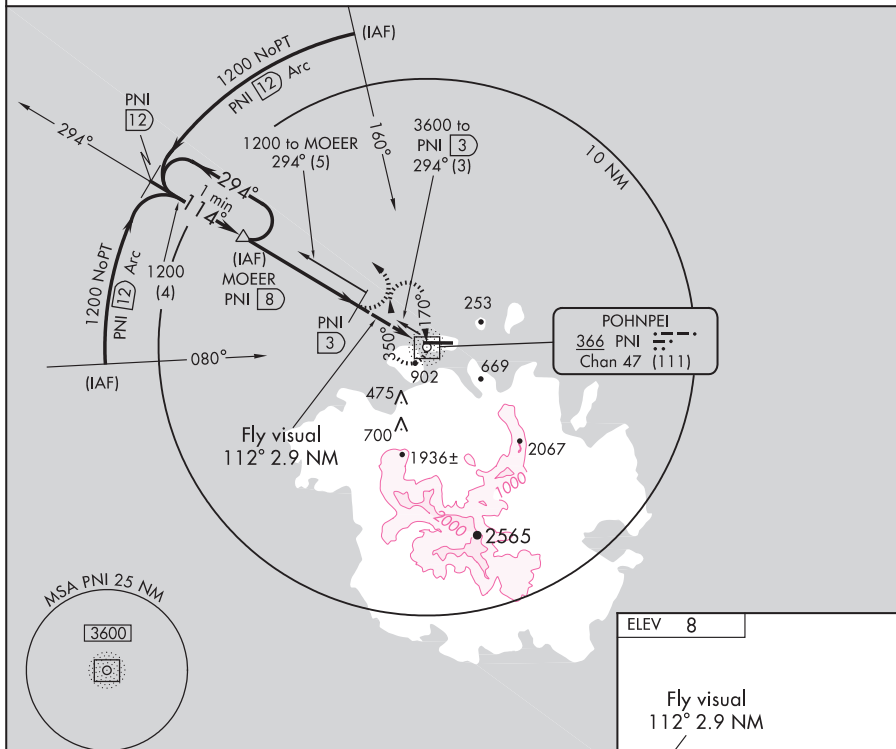 (IAF)
1200 NoPT
PNI 12 Arc
PNI
12
294°
160°
1200 to MOEER
294° (5)
3600 to
PNI 3
294° (3)
10 NM
294°
1 min
114°
(IAF)
MOEER
PNI 8
1200
(4)
1200 NoPT
PNI 12 Arc
(IAF)
080°
PNI
3
350°
170°
253
POHNPEI
366 PNI
Chan 47 (111)
902
669
475
700
Fly visual
112° 2.9 NM
1936±
2067
1000
2000
2565
MSA PNI 25 NM
3600
ELEV 8
Fly visual
112° 2.9 NM